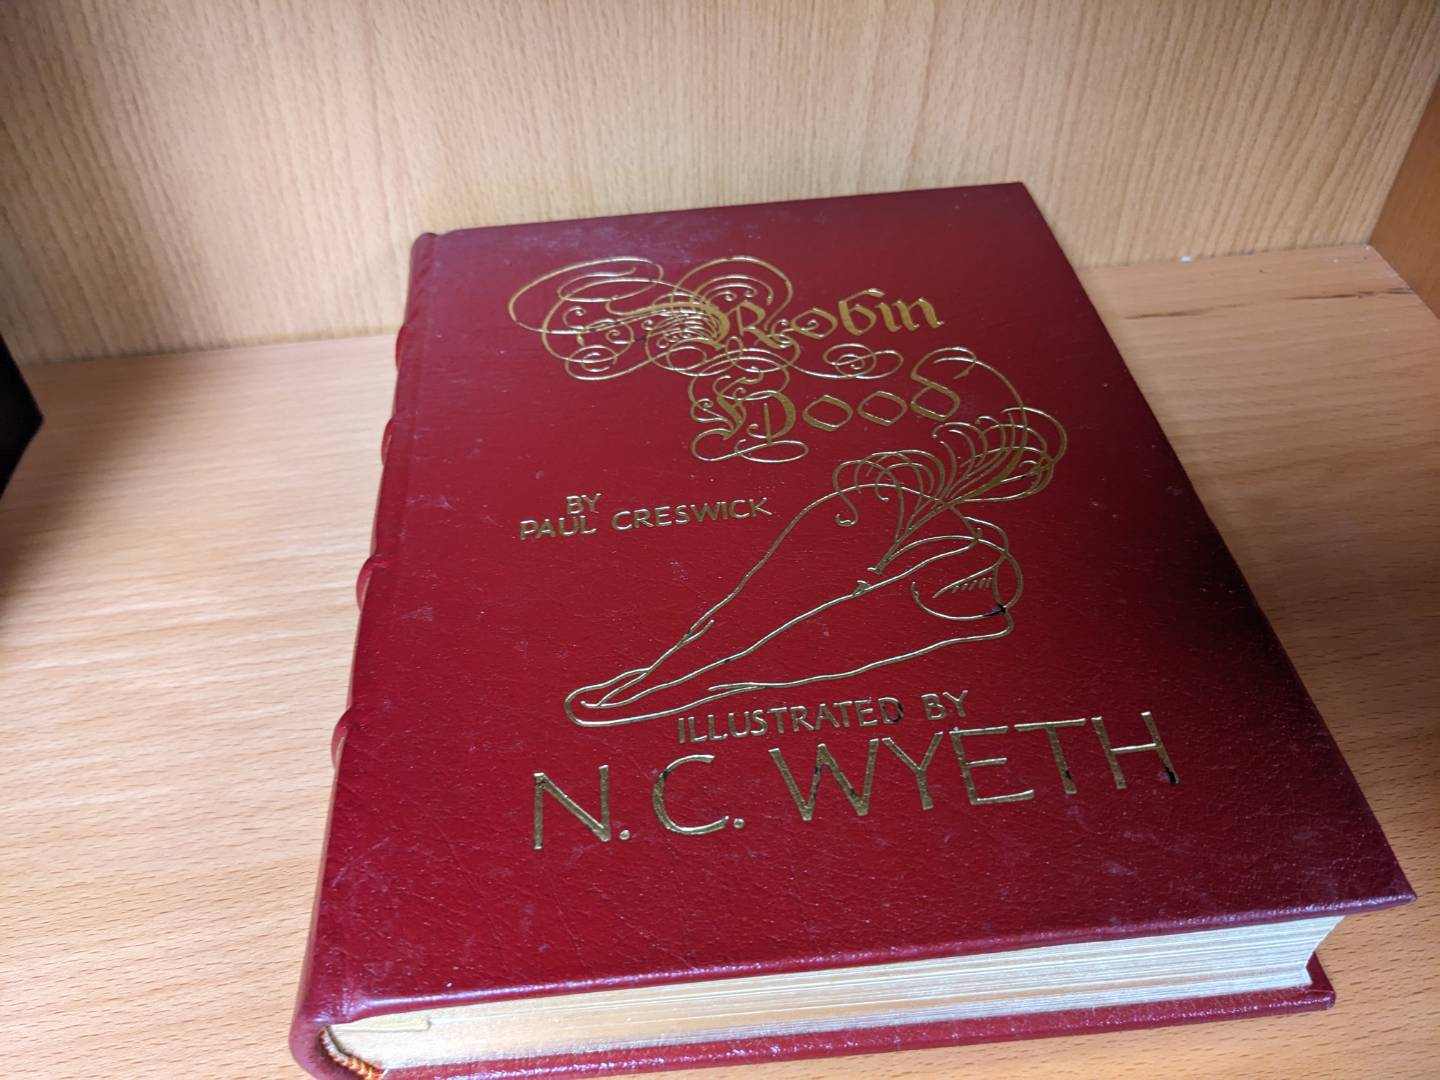 Robin
Hood
BY
PAUL CRESWICK
ILLUSTRATED BY
N. C. WYETH